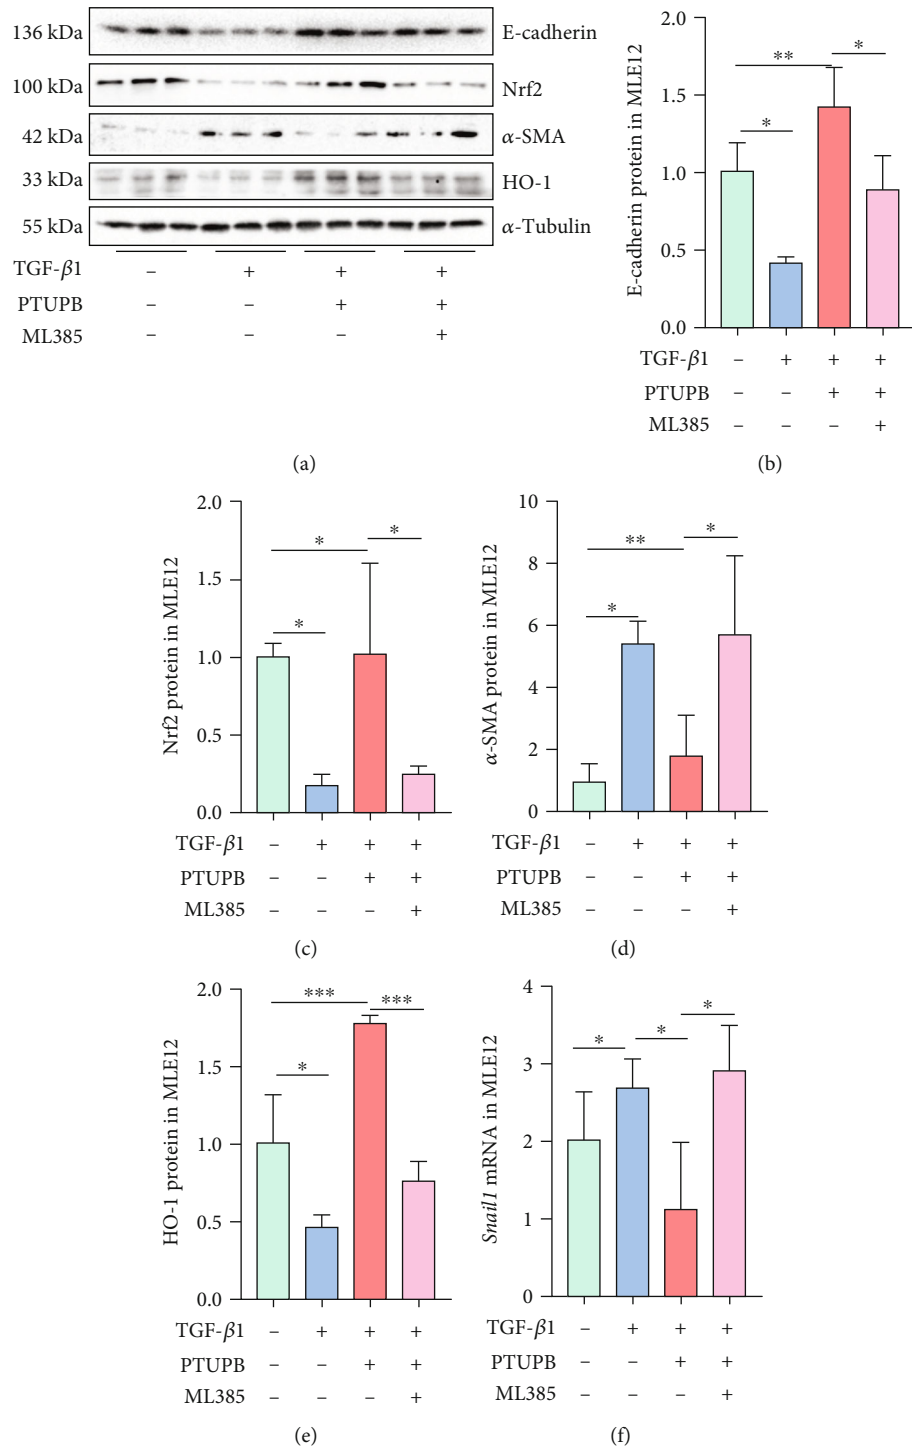 136 kDa E-cadherin
100 kDa Nrf2
42 kDa α-SMA
33 kDa HO-1
55 kDa α-Tubulin
TGF-β1 – + + +
PTUPB – – + +
ML385 – – – +
(a)
E-cadherin protein in MLE12
2.0
1.5
1.0
0.5
0.0
* ** *
TGF-β1 – + + +
PTUPB – – + +
ML385 – – – +
(b)
Nrf2 protein in MLE12
2.0
1.5
1.0
0.5
0.0
* * *
TGF-β1 – + + +
PTUPB – – + +
ML385 – – – +
(c)
α-SMA protein in MLE12
10
8
6
4
2
0
* ** *
TGF-β1 – + + +
PTUPB – – + +
ML385 – – – +
(d)
HO-1 protein in MLE12
2.0
1.5
1.0
0.5
0.0
* *** ***
TGF-β1 – + + +
PTUPB – – + +
ML385 – – – +
(e)
Snail1 mRNA in MLE12
4
3
2
1
0
* * *
TGF-β1 – + + +
PTUPB – – + +
ML385 – – – +
(f)